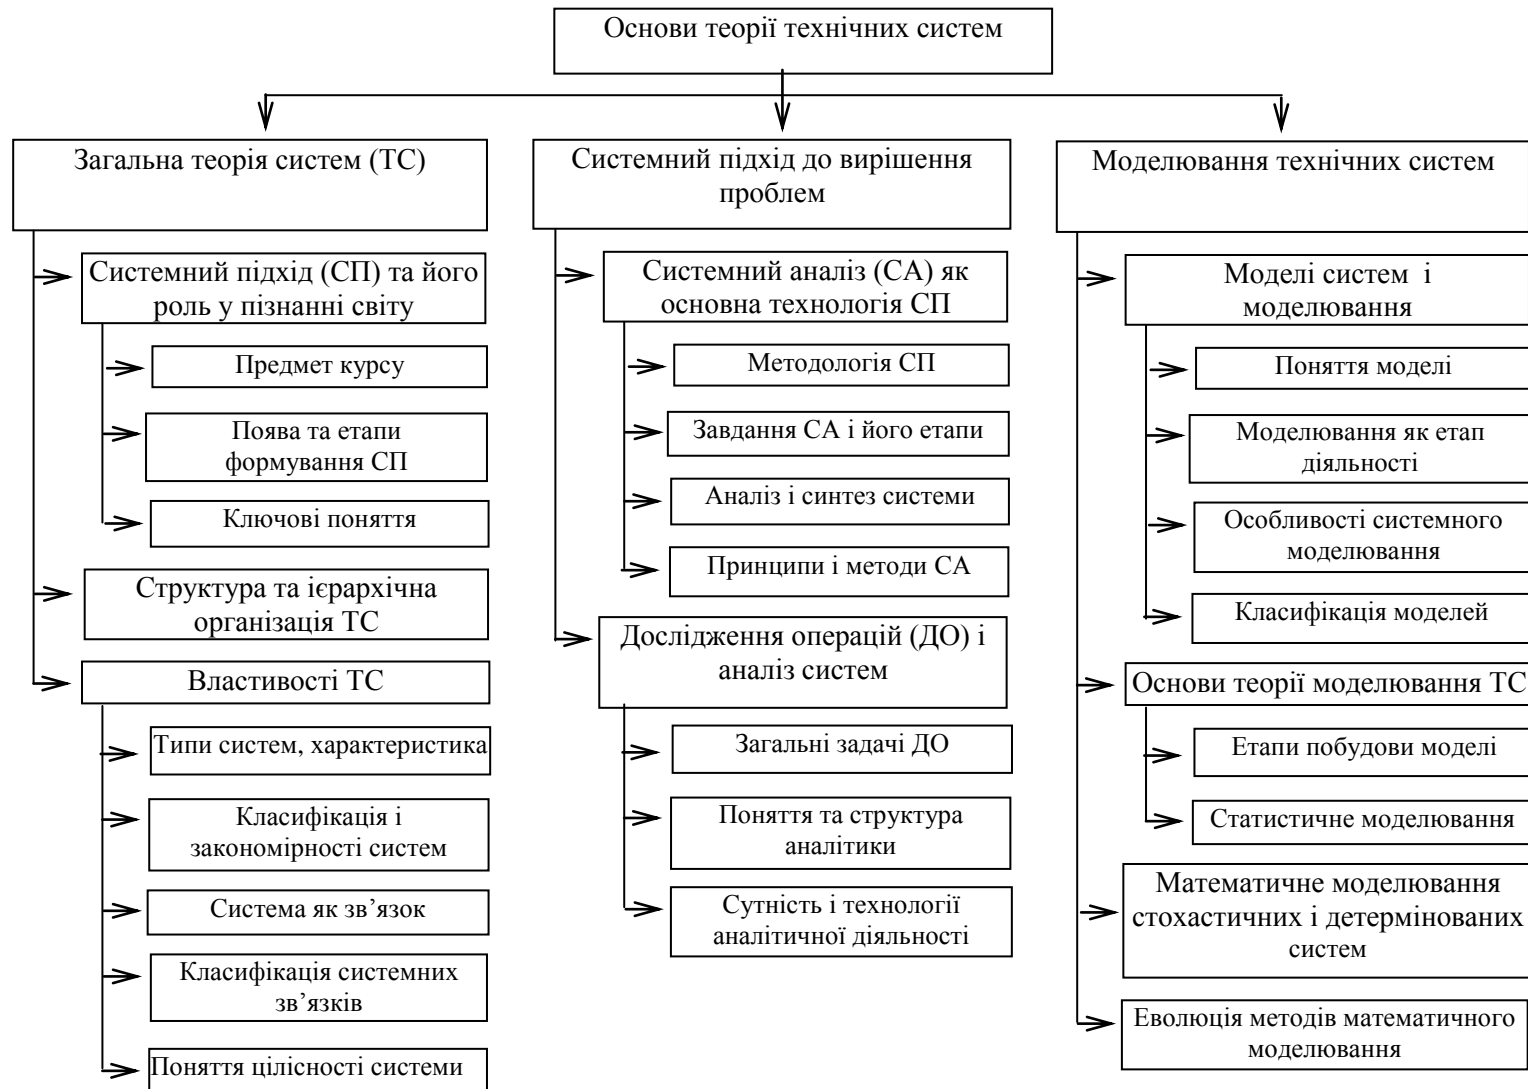 Основи теорії технічних систем
Загальна теорія систем (ТС)
Системний підхід (СП) та його
роль у пізнанні світу
Предмет курсу
Поява та етапи
формування СП
Ключові поняття
Структура та ієрархічна
організація ТС
Властивості ТС
Типи систем, характеристика
Класифікація і
закономірності систем
Система як зв’язок
Класифікація системних
зв’язків
Поняття цілісності системи
Системний підхід до вирішення
проблем
Системний аналіз (СА) як
основна технологія СП
Методологія СП
Завдання СА і його етапи
Аналіз і синтез системи
Принципи і методи СА
Дослідження операцій (ДО) і
аналіз систем
Загальні задачі ДО
Поняття та структура
аналітики
Сутність і технології
аналітичної діяльності
Моделювання технічних систем
Моделі систем і
моделювання
Поняття моделі
Моделювання як етап
діяльності
Особливості системного
моделювання
Класифікація моделей
Основи теорії моделювання ТС
Етапи побудови моделі
Статистичне моделювання
Математичне моделювання
стохастичних і детермінованих
систем
Еволюція методів математичного
моделювання